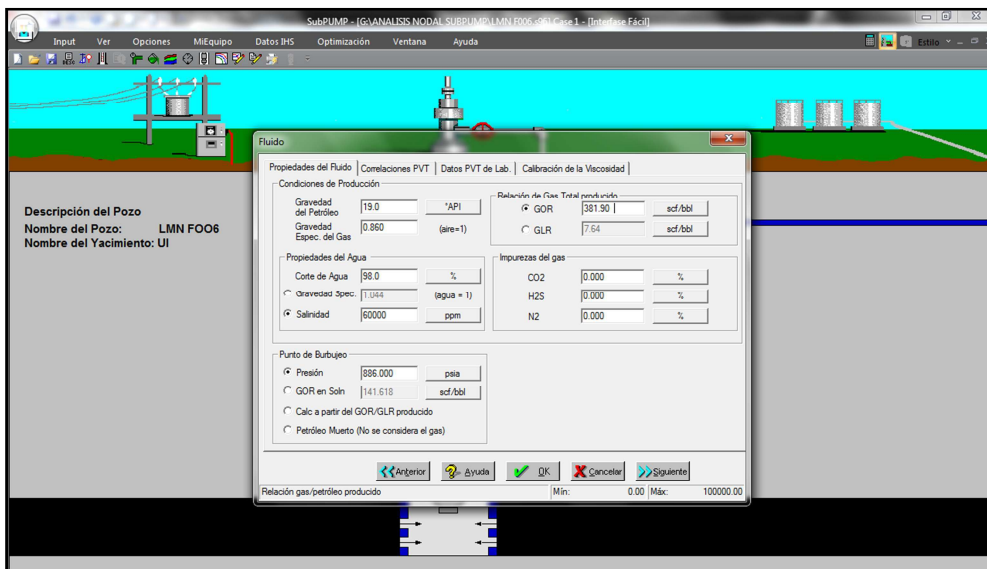 SubPUMP - [G:\ANALISIS NODAL SUBPUMP\LMN F006.s96] Case 1 - [Interfase Fácil]
Input Ver Opciones MiEquipo Datos IHS Optimización Ventana Ayuda Estilo
Descripción del Pozo
Nombre del Pozo: LMN FOO6
Nombre del Yacimiento: UI
Fluido
Propiedades del Fluido Correlaciones PVT Datos PVT de Lab. Calibración de la Viscosidad
Condiciones de Producción
Gravedad
del Petróleo 19.0 °API
Gravedad
Espec. del Gas 0.860 (aire=1)
Relación de Gas Total producido
GOR 381.90 scf/bbl
GLR 7.64 scf/bbl
Propiedades del Agua
Corte de Agua 98.0 %
Gravedad Spec. 1.044 (agua = 1)
Salinidad 60000 ppm
Impurezas del gas
CO2 0.000 %
H2S 0.000 %
N2 0.000 %
Punto de Burbujeo
Presión 886.000 psia
GOR en Soln 141.618 scf/bbl
Calc a partir del GOR/GLR producido
Petróleo Muerto (No se considera el gas)
Anterior Ayuda OK Cancelar Siguiente
Relación gas/petróleo producido Mín: 0.00 Máx: 100000.00